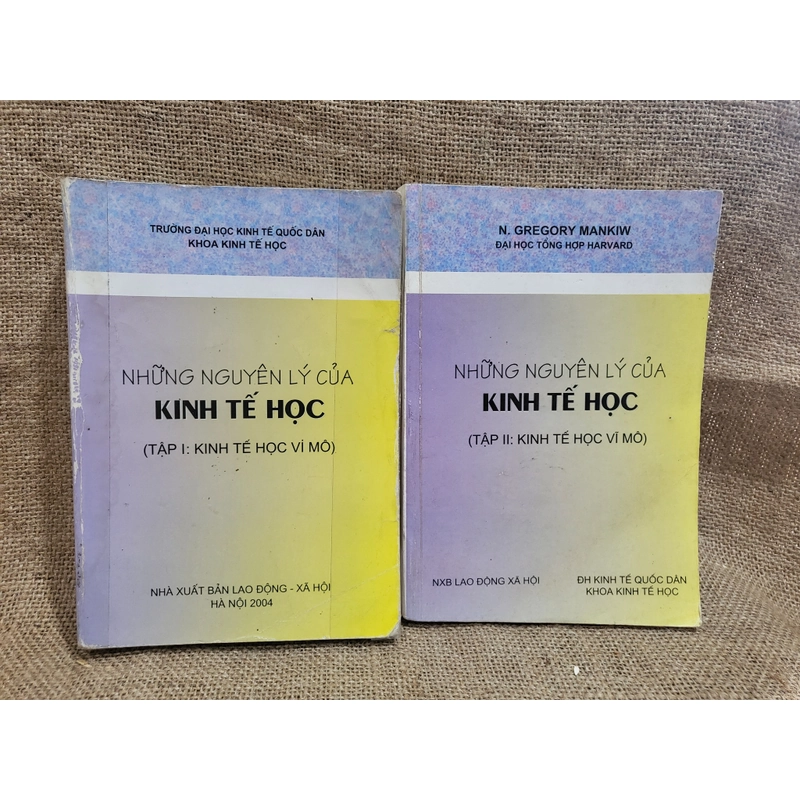 TRƯỜNG ĐẠI HỌC KINH TẾ QUỐC DÂN
KHOA KINH TẾ HỌC
NHỮNG NGUYÊN LÝ CỦA
KINH TẾ HỌC
(TẬP I: KINH TẾ HỌC VI MÔ)
NHÀ XUẤT BẢN LAO ĐỘNG - XÃ HỘI
HÀ NỘI 2004
N. GREGORY MANKIW
ĐẠI HỌC TỔNG HỢP HARVARD
NHỮNG NGUYÊN LÝ CỦA
KINH TẾ HỌC
(TẬP II: KINH TẾ HỌC VĨ MÔ)
NXB LAO ĐỘNG XÃ HỘI
ĐH KINH TẾ QUỐC DÂN
KHOA KINH TẾ HỌC